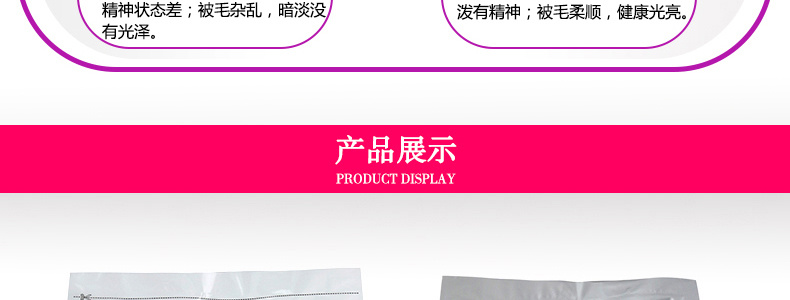 精神状态差；被毛杂乱，暗淡没
有光泽。
泼有精神；被毛柔顺，健康光亮。
产品展示
PRODUCT DISPLAY